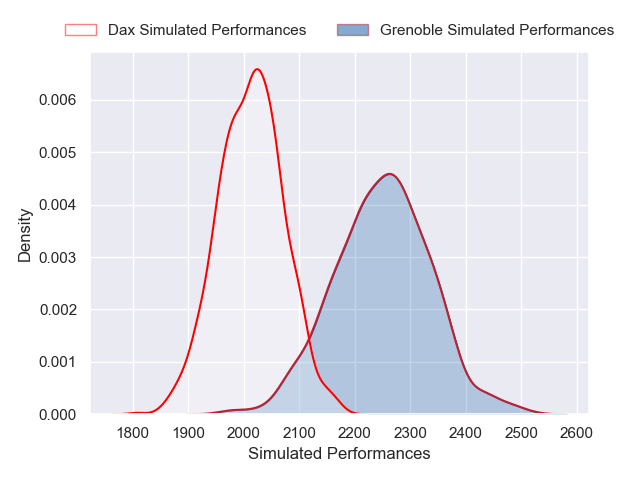 Dax Simulated Performances
Grenoble Simulated Performances
0.006
0.005
0.004
0.003
0.002
0.001
0.000
Density
1800 1900 2000 2100 2200 2300 2400 2500 2600
Simulated Performances